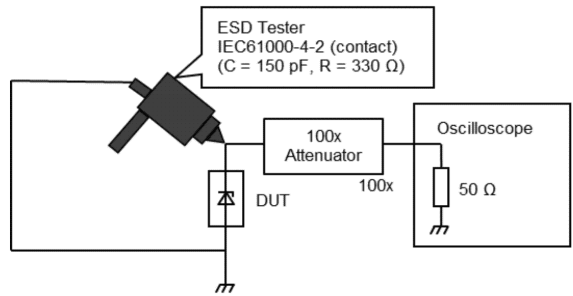 ESD Tester
IEC61000-4-2 (contact)
(C = 150 pF, R = 330 Ω)
100x
Attenuator
100x
Oscilloscope
50 Ω
DUT